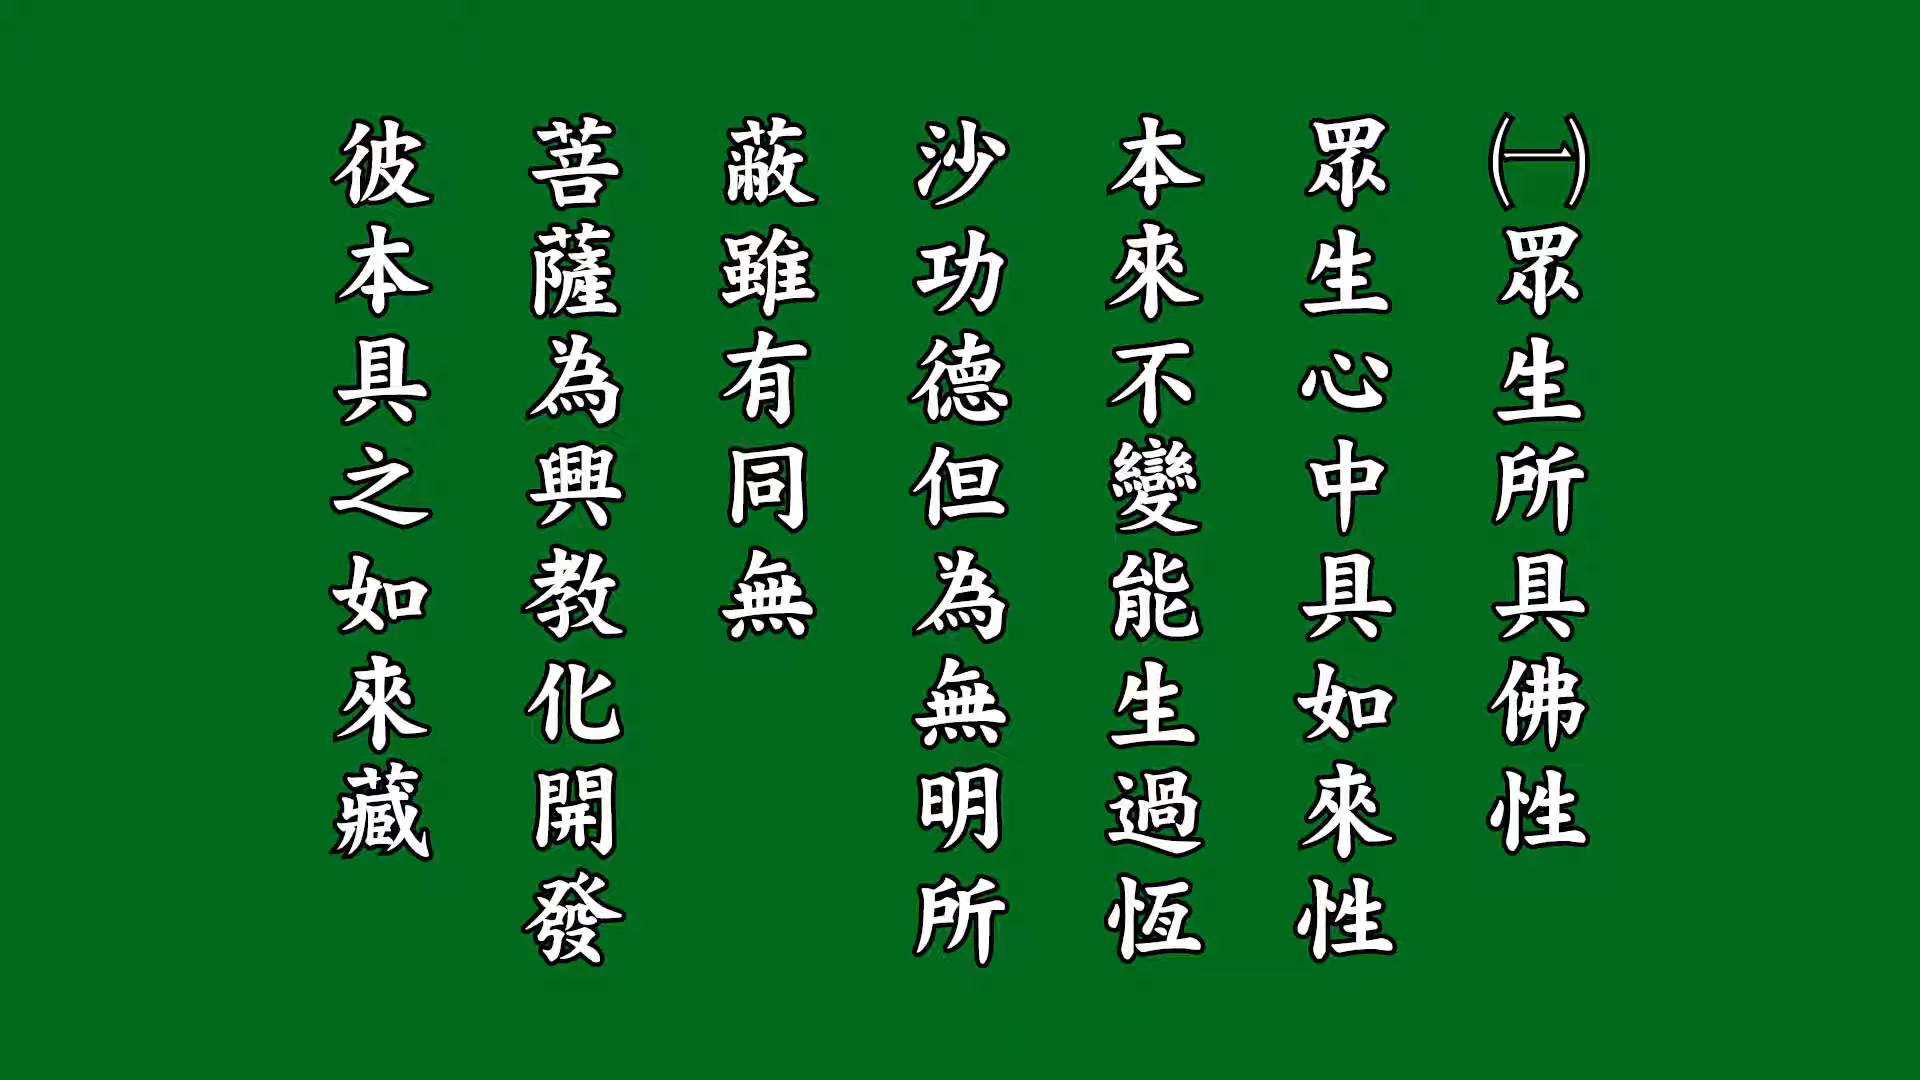 ㈠眾生所具佛性
眾生心中具如來性
本來不變能生過恆
沙功德但為無明所
蔽雖有同無
菩薩為興教化開發
彼本具之如來藏